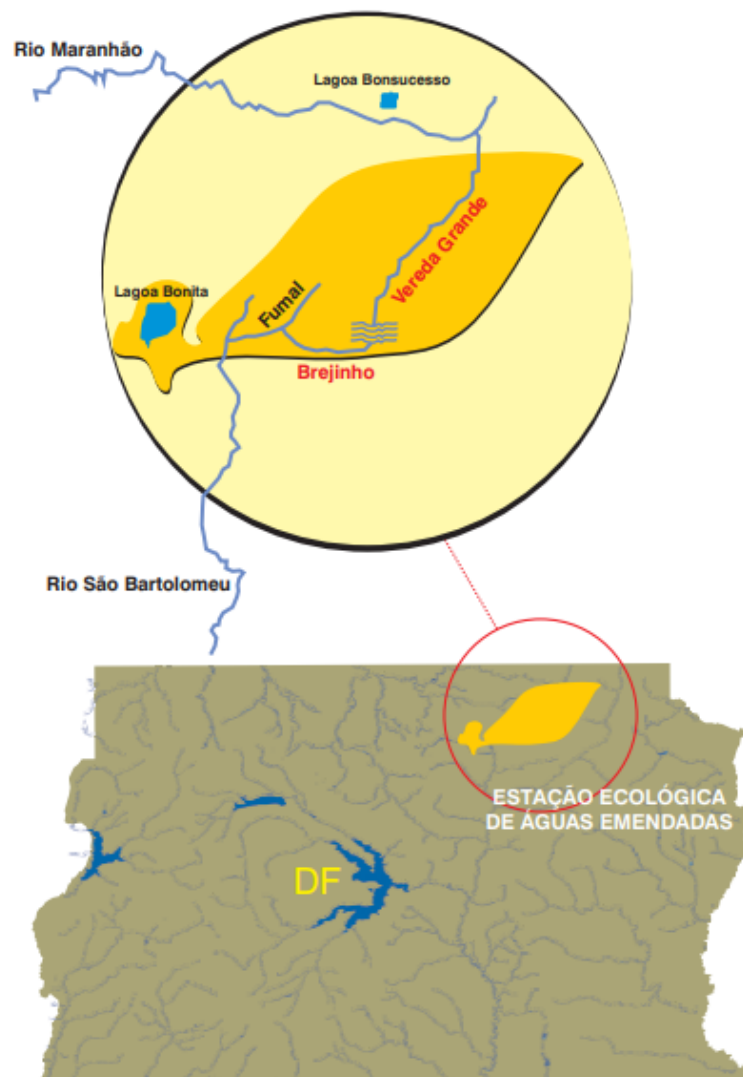 Rio Maranhão
Lagoa Bonsucesso
Vereda Grande
Lagoa Bonita
Fumal
Brejinho
Rio São Bartolomeu
ESTAÇÃO ECOLÓGICA
DE ÁGUAS EMENDADAS
DF